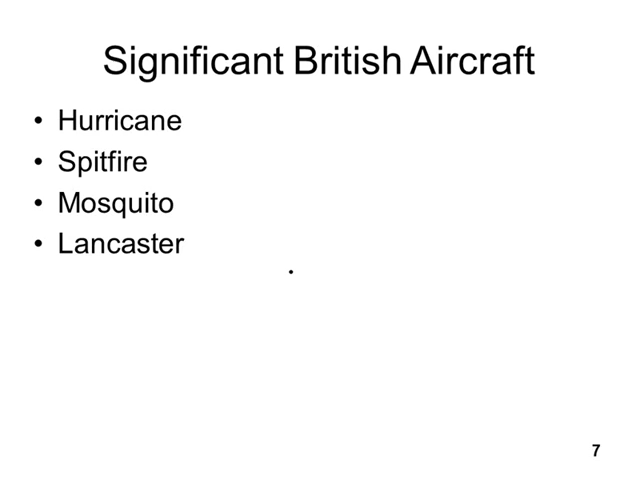 Significant British Aircraft
• Hurricane
• Spitfire
• Mosquito
• Lancaster
7